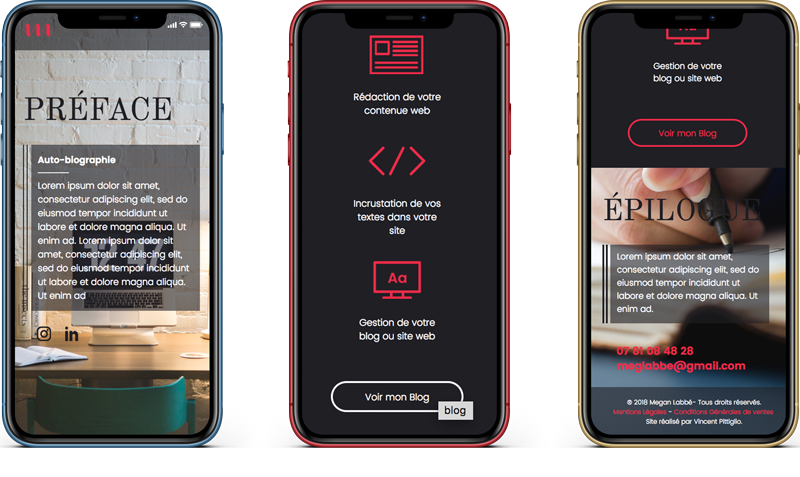 PRÉFACE
Auto-biographie
Lorem ipsum dolor sit amet,
consectetur adipiscing elit, sed do
eiusmod tempor incididunt ut
labore et dolore magna aliqua. Ut
enim ad. Lorem ipsum dolor sit
amet, consectetur adipiscing elit,
sed do eiusmod tempor incididunt
ut labore et dolore magna aliqua.
Ut enim ad
in
Rédaction de votre
contenue web
</>
Incrustation de vos
textes dans votre
site
Aa
Gestion de votre
blog ou site web
Voir mon Blog
blog
Gestion de votre
blog ou site web
Voir mon Blog
ÉPILOGUE
Lorem ipsum dolor sit amet,
consectetur adipiscing elit, sed do
eiusmod tempor incididunt ut
labore et dolore magna aliqua. Ut
enim ad.
07 81 08 48 28
meglabbe@gmail.com
© 2018 Megan Labbé- Tous droits réservés.
Mentions Légales - Conditions Générales de ventes
Site réalisé par Vincent Pittiglio.